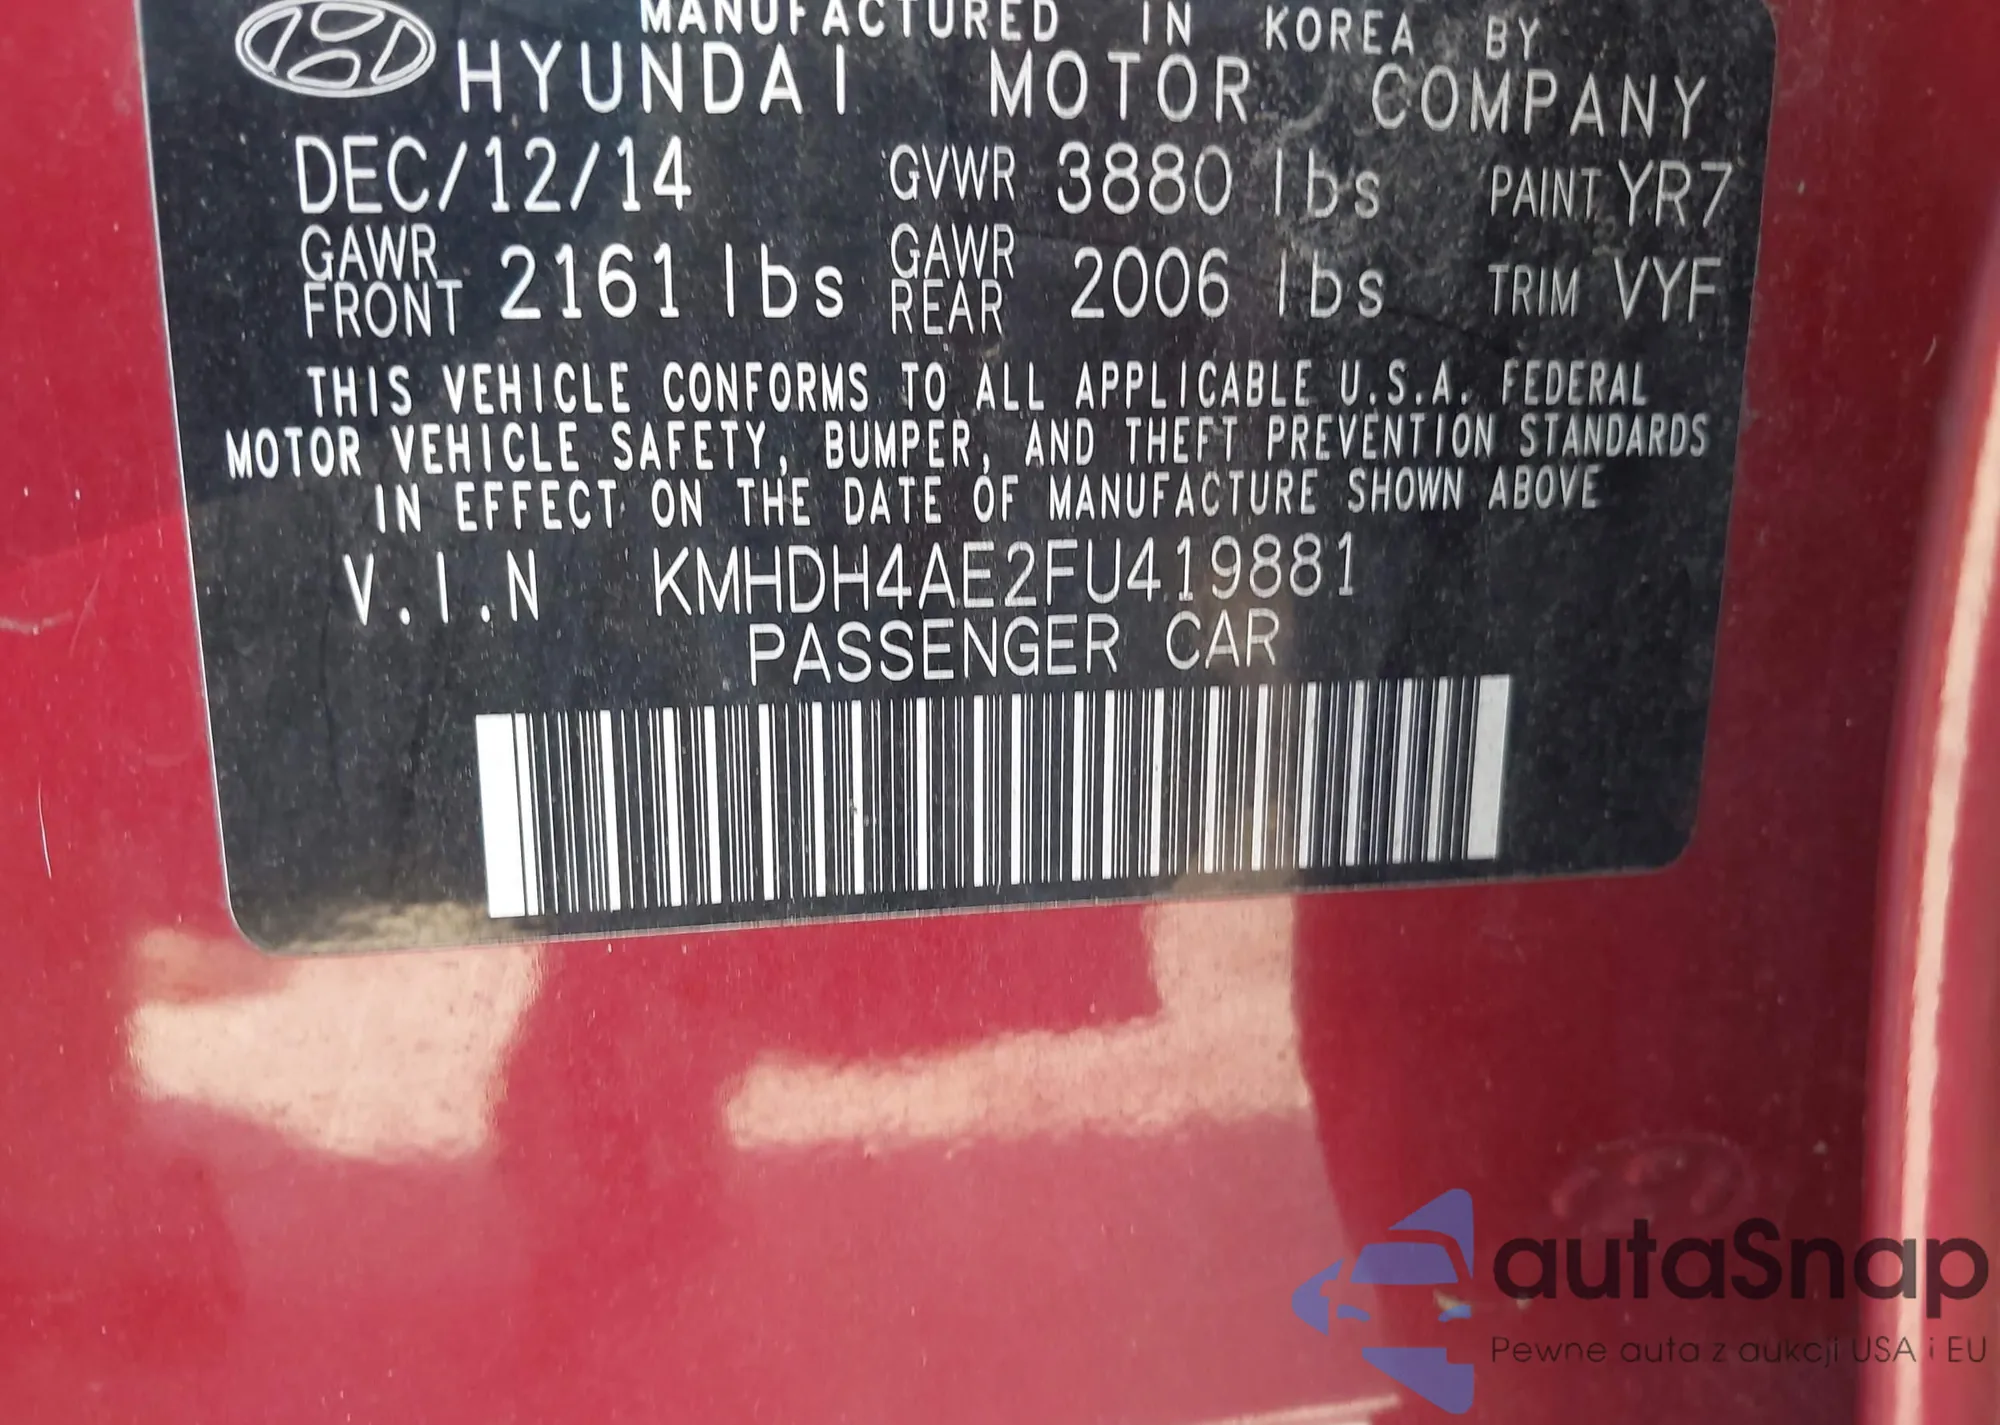 MANUFACTURED IN KOREA BY
HYUNDAI MOTOR COMPANY
DEC/12/14 GVWR 3880 lbs PAINT YR7
GAWR FRONT 2161 lbs GAWR REAR 2006 lbs TRIM VYF
THIS VEHICLE CONFORMS TO ALL APPLICABLE U.S.A. FEDERAL
MOTOR VEHICLE SAFETY, BUMPER, AND THEFT PREVENTION STANDARDS
IN EFFECT ON THE DATE OF MANUFACTURE SHOWN ABOVE
V.I.N KMHDH4AE2FU419881
PASSENGER CAR
autaSnap
Pewne auta z aukcji USA i EU